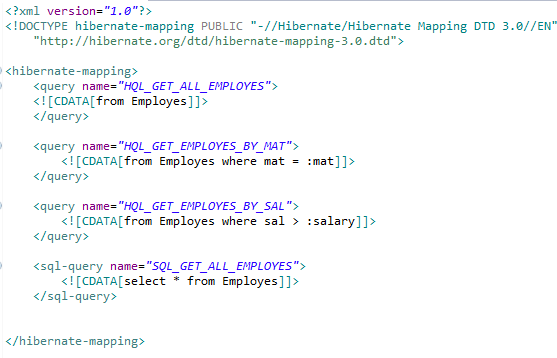 <?xml version="1.0"?>
<!DOCTYPE hibernate-mapping PUBLIC "-//Hibernate/Hibernate Mapping DTD 3.0//EN"
    "http://hibernate.org/dtd/hibernate-mapping-3.0.dtd">
<hibernate-mapping>
    <query name="HQL_GET_ALL_EMPLOYES">
    <![CDATA[from Employes]]>
    </query>
    <query name="HQL_GET_EMPLOYES_BY_MAT">
        <![CDATA[from Employes where mat = :mat]]>
    </query>
    <query name="HQL_GET_EMPLOYES_BY_SAL">
        <![CDATA[from Employes where sal > :salary]]>
    </query>
    <sql-query name="SQL_GET_ALL_EMPLOYES">
        <![CDATA[select * from Employes]]>
    </sql-query>
</hibernate-mapping>